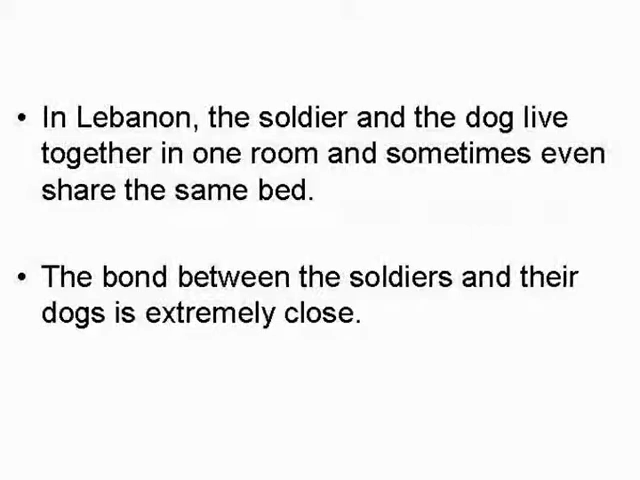 • In Lebanon, the soldier and the dog live
together in one room and sometimes even
share the same bed.
• The bond between the soldiers and their
dogs is extremely close.